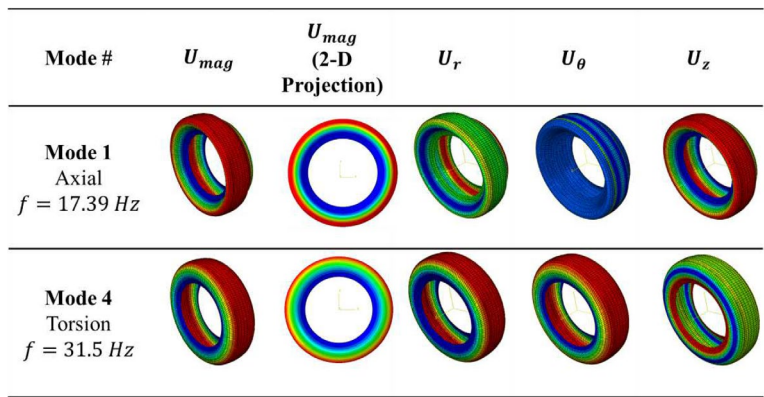 Mode #
U_mag
U_mag
(2-D
Projection)
U_r
U_θ
U_z
Mode 1
Axial
f = 17.39 Hz
Mode 4
Torsion
f = 31.5 Hz